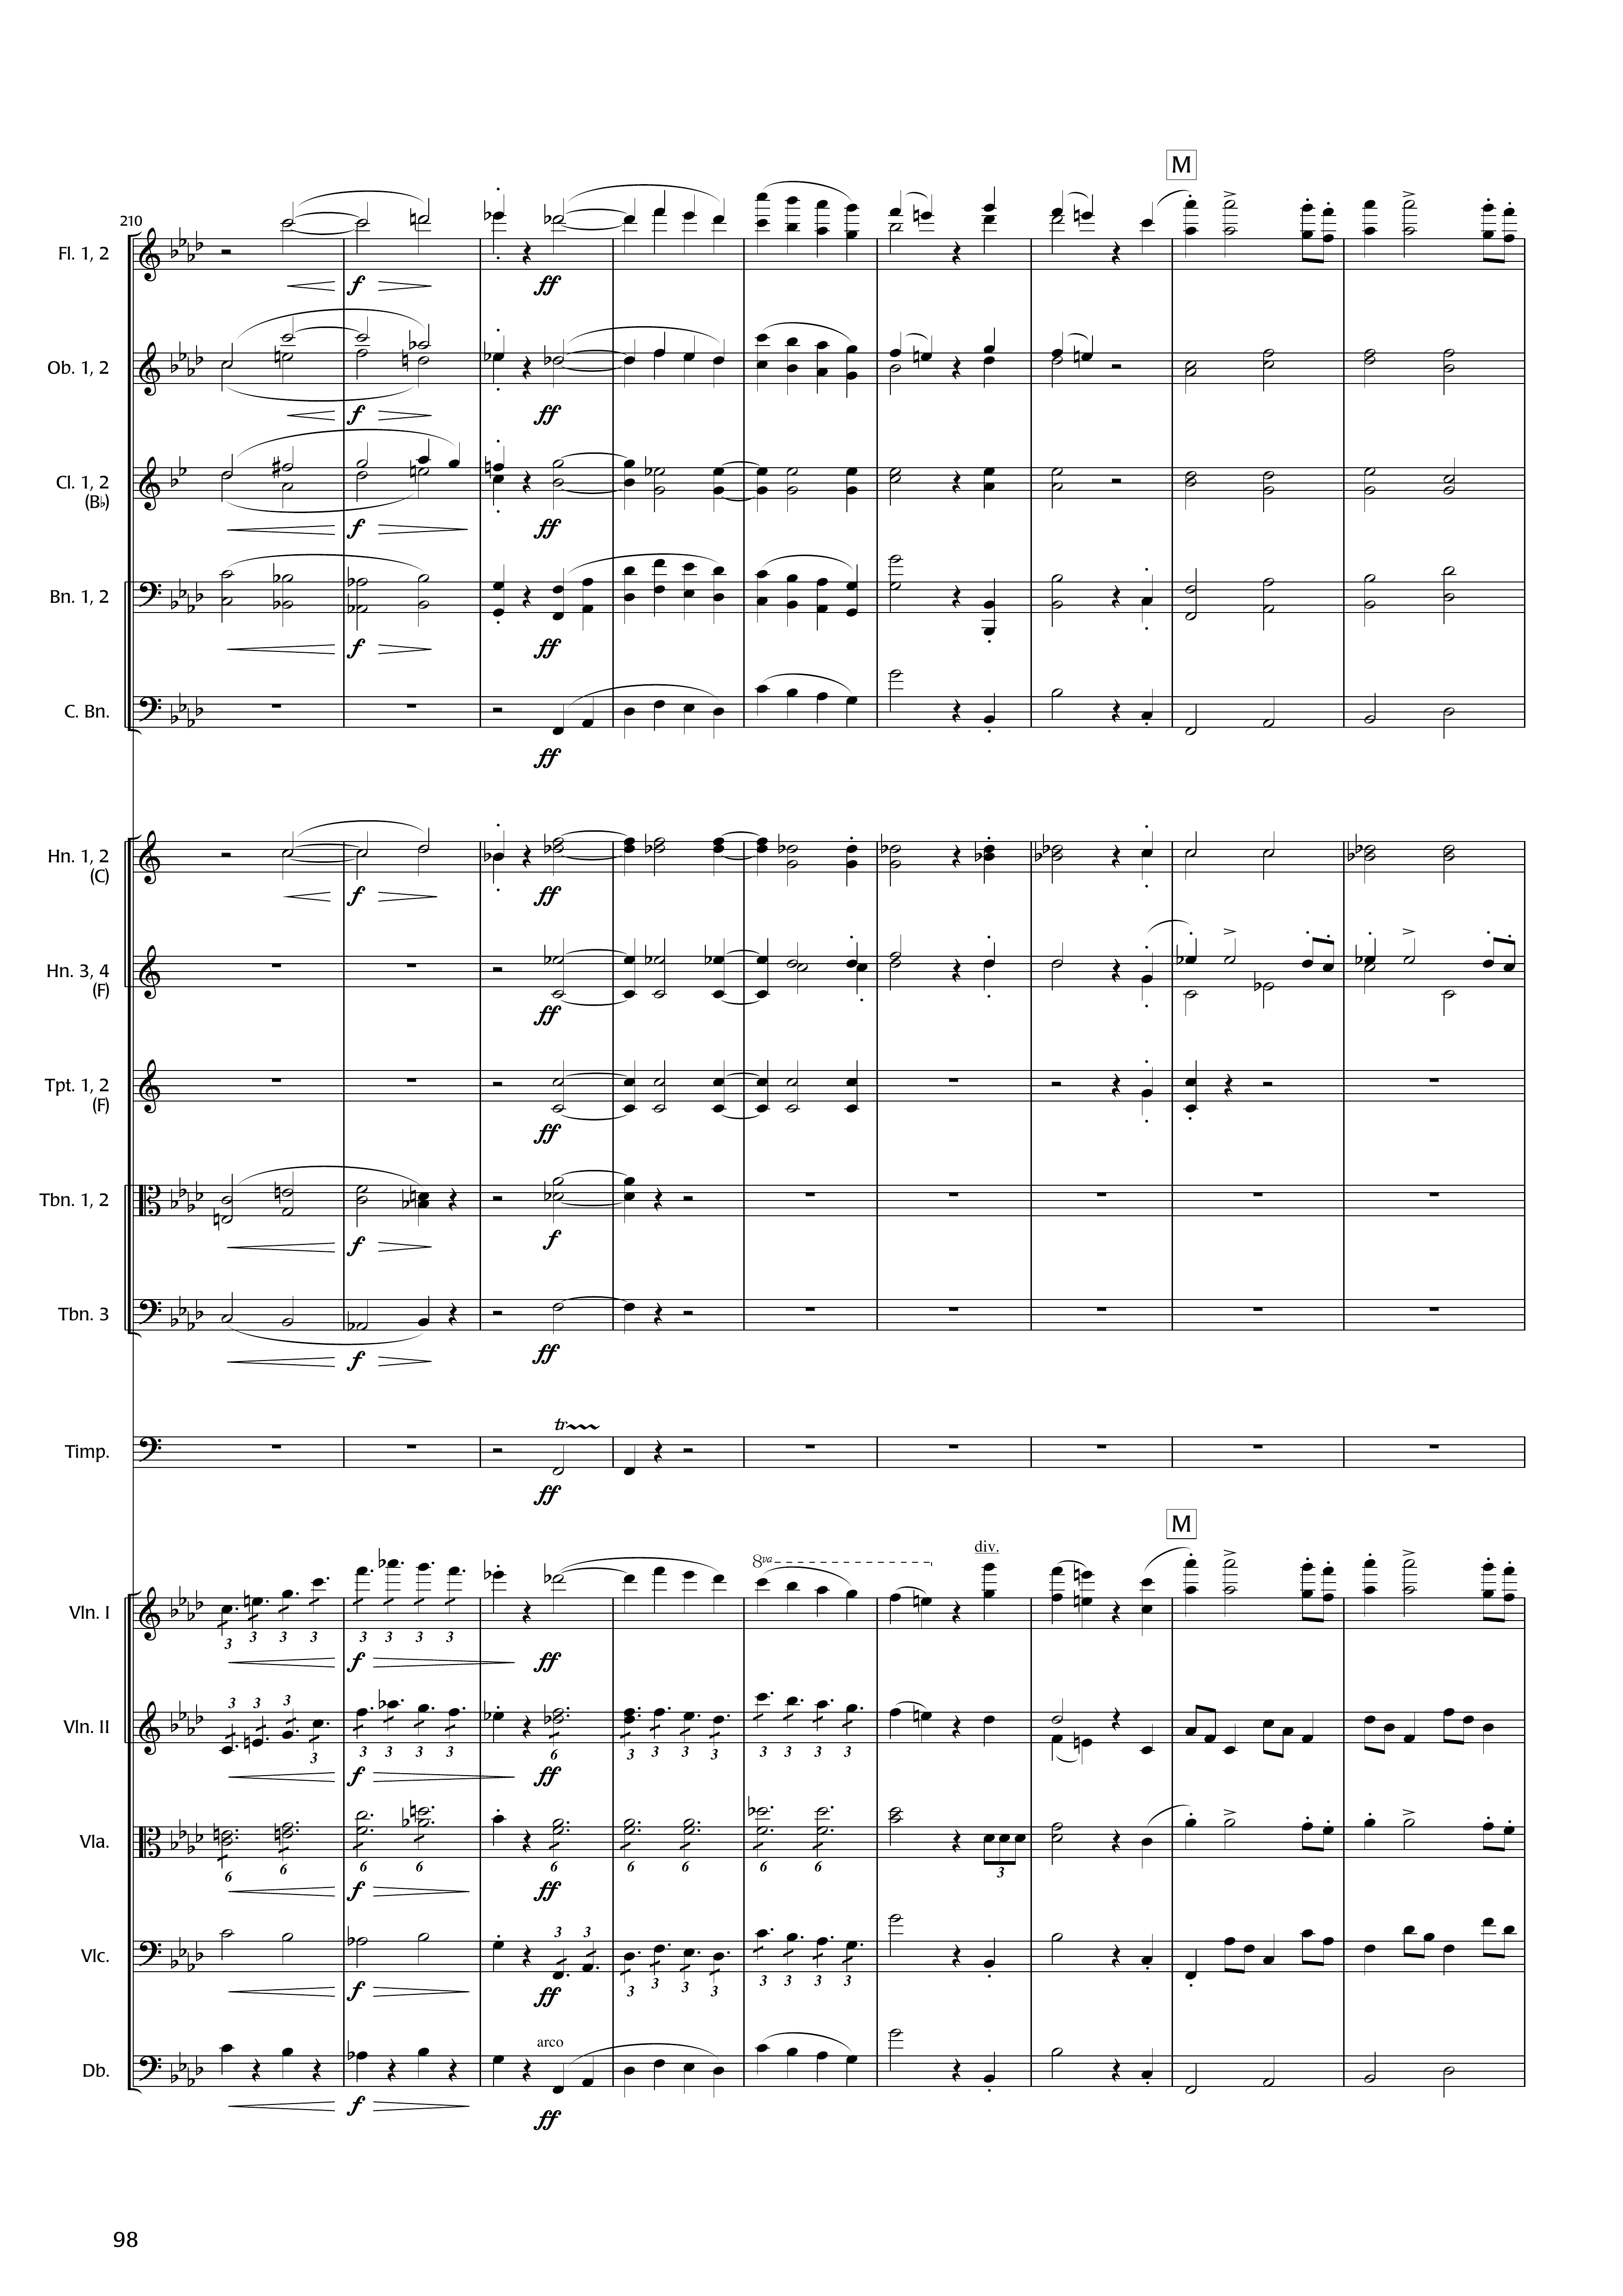 M
210
Fl. 1, 2
f
ff
Ob. 1, 2
f
ff
Cl. 1, 2
(B♭)
f
ff
Bn. 1, 2
f
ff
C. Bn.
ff
Hn. 1, 2
(C)
f
ff
Hn. 3, 4
(F)
ff
Tpt. 1, 2
(F)
ff
Tbn. 1, 2
f
f
Tbn. 3
f
ff
tr
Timp.
ff
M
div.
8va
Vln. I
3 3 3 3 3 3 3 3
f
ff
3 3 3
Vln. II
3 3 3 3 3 6 3 3 3 3 3 3 3 3
f
ff
Vla.
6 6 6 6 6 6 6 6 6 3
f
ff
3 3
Vlc.
3 3 3 3 3 3 3 3
f
ff
arco
Db.
f
ff
98